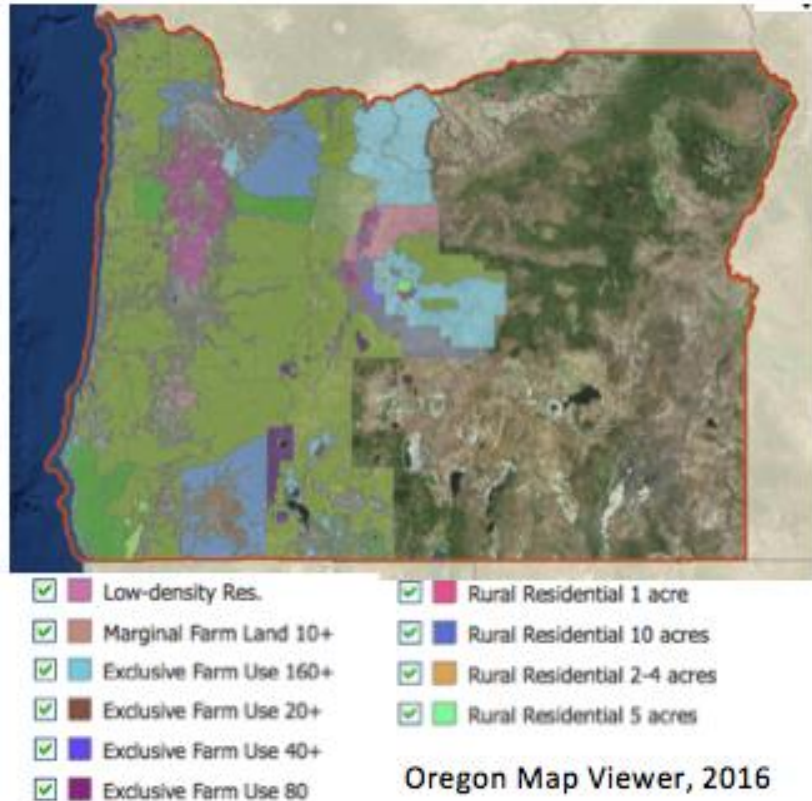 Low-density Res.
Marginal Farm Land 10+
Exclusive Farm Use 160+
Exclusive Farm Use 20+
Exclusive Farm Use 40+
Exclusive Farm Use 80
Rural Residential 1 acre
Rural Residential 10 acres
Rural Residential 2-4 acres
Rural Residential 5 acres
Oregon Map Viewer, 2016